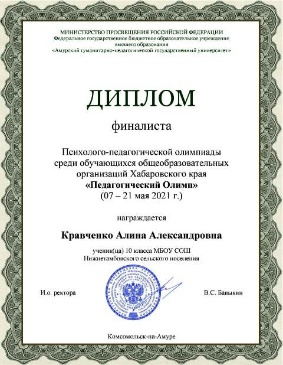 МИНИСТЕРСТВО ПРОСВЕЩЕНИЯ РОССИЙСКОЙ ФЕДЕРАЦИИ
Федеральное государственное бюджетное образовательное учреждение
высшего образования
«Амурский гуманитарно-педагогический государственный университет»
ДИПЛОМ
финалиста
Психолого-педагогической олимпиады
среди обучающихся общеобразовательных
организаций Хабаровского края
«Педагогический Олимп»
(07 – 21 мая 2021 г.)
награждается
Кравченко Алина Александровна
ученик(ца) 10 класса МБОУ СОШ
Нижнетамбовского сельского поселения
И.о. ректора
В.С. Бавыкин
Комсомольск-на-Амуре